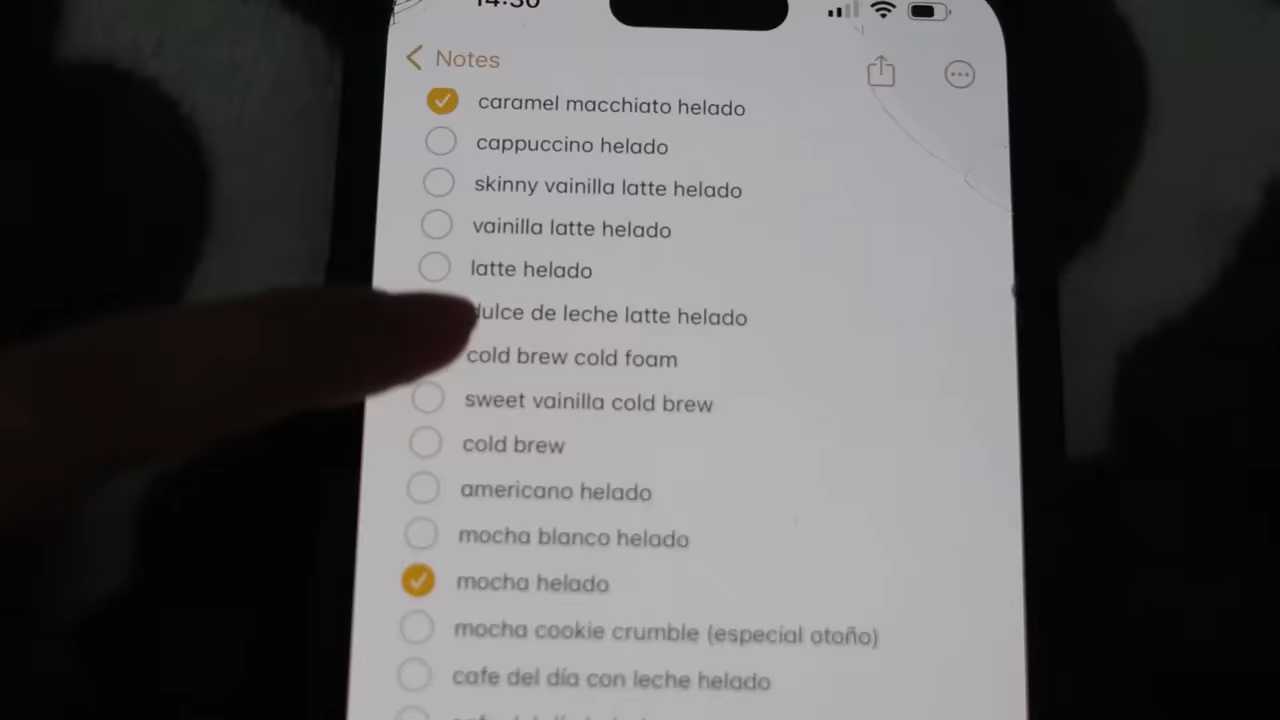 14:30
Notes
caramel macchiato helado
cappuccino helado
skinny vainilla latte helado
vainilla latte helado
latte helado
dulce de leche latte helado
cold brew cold foam
sweet vainilla cold brew
cold brew
americano helado
mocha blanco helado
mocha helado
mocha cookie crumble (especial otoño)
cafe del día con leche helado